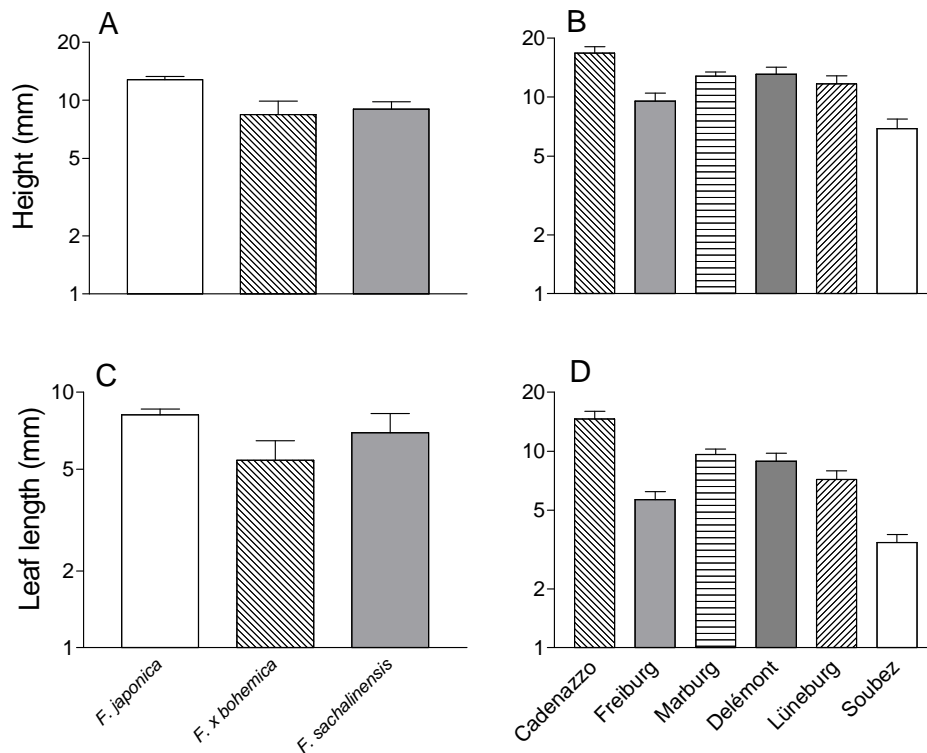 A
B
20
10
5
2
1
Height (mm)
20
10
5
2
1
C
D
10
5
2
1
Leaf length (mm)
20
10
5
2
1
F. japonica
F. x bohemica
F. sachalinensis
Cadenazzo
Freiburg
Marburg
Delémont
Lüneburg
Soubez